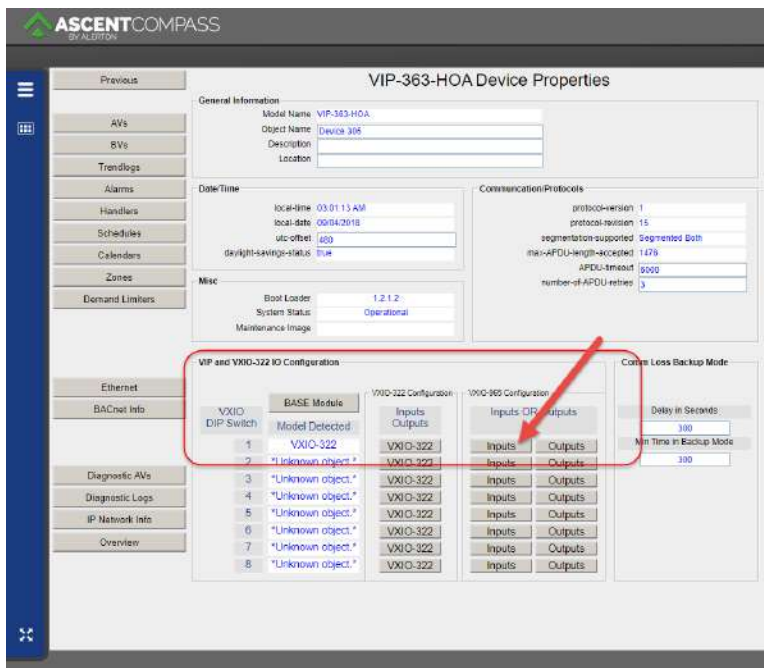 ASCENTCOMPASS
BY ALERTON
Previous
AVs
BVs
Trendlogs
Alarms
Handlers
Schedules
Calendars
Zones
Demand Limiters
Ethernet
BACnet Info
Diagnostic AVs
Diagnostic Logs
IP Network Info
Overview
VIP-363-HOA Device Properties
General Information
Model Name VIP-363-HOA
Object Name Device 305
Description
Location
Date/Time
local-time 03:01:13 AM
local-date 09/04/2018
utc-offset 480
daylight-savings-status true
Communication/Protocols
protocol-version 1
protocol-revision 15
segmentation-supported Segmented Both
max-APDU-length-accepted 1476
APDU-timeout 6000
number-of-APDU-retries 3
Misc
Boot Loader 1.2.1.2
System Status Operational
Maintenance Image
VIP and VXIO-322 IO Configuration
VXIO
DIP Switch
BASE Module
Model Detected
VXIO-322 Configuration
Inputs
Outputs
VXIO-965 Configuration
Inputs OR Outputs
1 VXIO-322 VXIO-322 Inputs Outputs
2 *Unknown object.* VXIO-322 Inputs Outputs
3 *Unknown object.* VXIO-322 Inputs Outputs
4 *Unknown object.* VXIO-322 Inputs Outputs
5 *Unknown object.* VXIO-322 Inputs Outputs
6 *Unknown object.* VXIO-322 Inputs Outputs
7 *Unknown object.* VXIO-322 Inputs Outputs
8 *Unknown object.* VXIO-322 Inputs Outputs
Comm Loss Backup Mode
Delay in Seconds
300
Min Time in Backup Mode
300